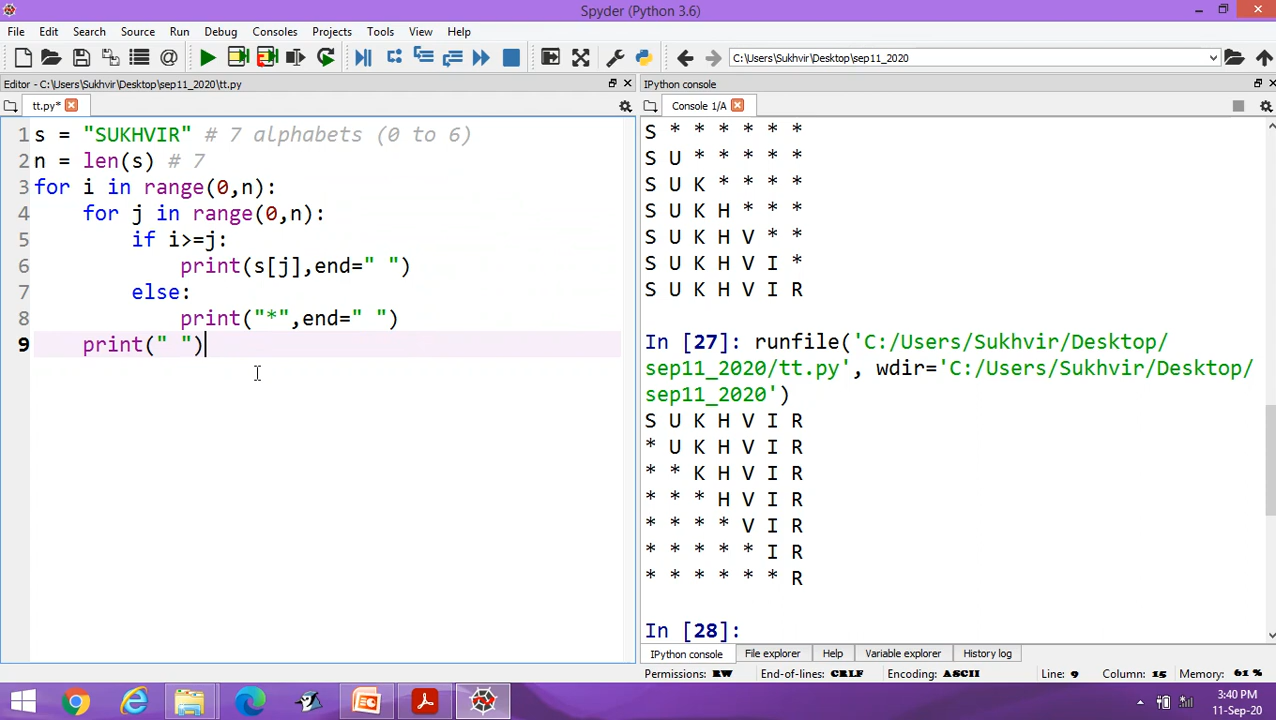 Spyder (Python 3.6)
File Edit Search Source Run Debug Consoles Projects Tools View Help
C:\Users\Sukhvir\Desktop\sep11_2020
Editor - C:\Users\Sukhvir\Desktop\sep11_2020\tt.py
tt.py*
1 s = "SUKHVIR" # 7 alphabets (0 to 6)
2 n = len(s) # 7
3 for i in range(0,n):
4     for j in range(0,n):
5         if i>=j:
6             print(s[j],end=" ")
7         else:
8             print("*",end=" ")
9     print(" ")
IPython console
Console 1/A
S * * * * * *
S U * * * * *
S U K * * * *
S U K H * * *
S U K H V * *
S U K H V I *
S U K H V I R
In [27]: runfile('C:/Users/Sukhvir/Desktop/
sep11_2020/tt.py', wdir='C:/Users/Sukhvir/Desktop/
sep11_2020')
S U K H V I R
* U K H V I R
* * K H V I R
* * * H V I R
* * * * V I R
* * * * * I R
* * * * * * R
In [28]:
IPython console File explorer Help Variable explorer History log
Permissions: RW End-of-lines: CRLF Encoding: ASCII Line: 9 Column: 15 Memory: 61 %
3:40 PM
11-Sep-20